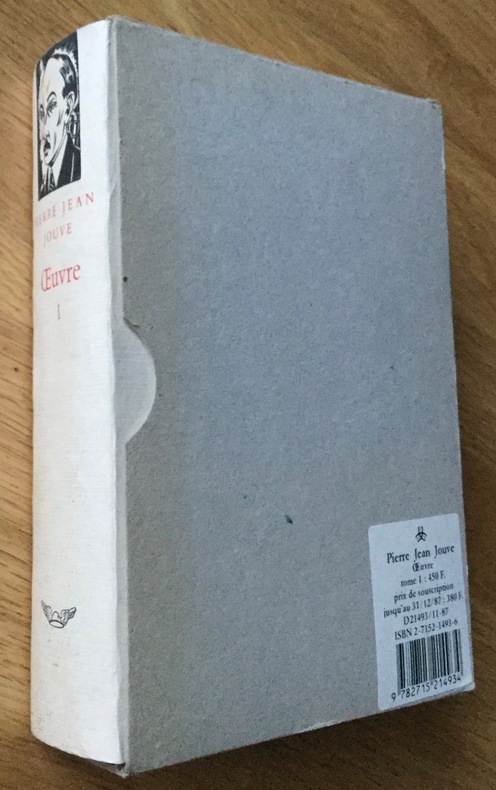 PIERRE JEAN
JOUVE
Œuvre
I
Pierre Jean Jouve
Œuvre
tome 1 : 450 F.
prix de souscription
jusqu'au 31/12/87 : 380 F.
D21493/11-87
ISBN 2-7152-1493-6
9 782715 214934